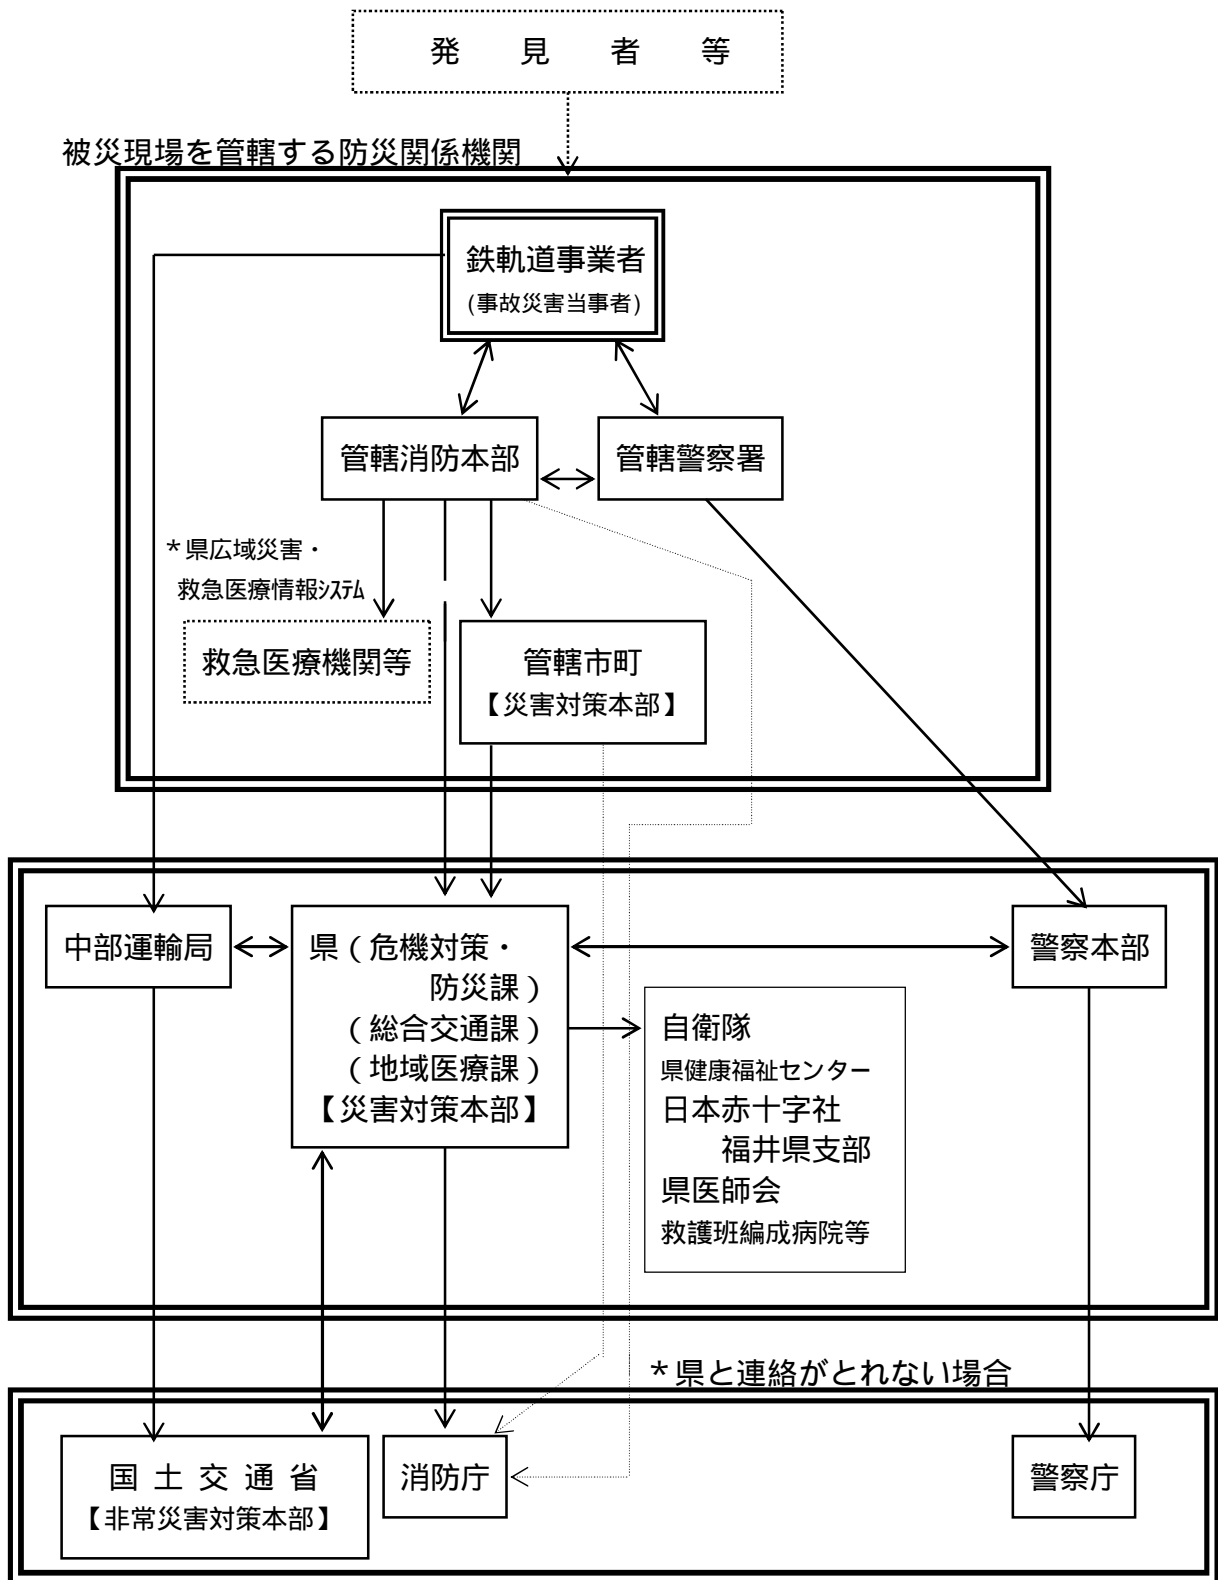 発見者等
被災現場を管轄する防災関係機関
鉄軌道事業者
(事故災害当事者)
管轄消防本部
管轄警察署
*県広域災害・
救急医療情報ｼｽﾃﾑ
救急医療機関等
管轄市町
【災害対策本部】
中部運輸局
県(危機対策・
防災課)
(総合交通課)
(地域医療課)
【災害対策本部】
警察本部
自衛隊
県健康福祉センター
日本赤十字社
福井県支部
県医師会
救護班編成病院等
*県と連絡がとれない場合
国土交通省
【非常災害対策本部】
消防庁
警察庁